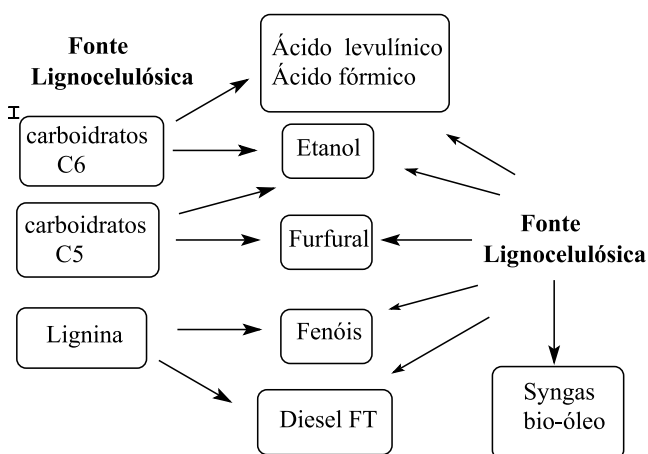 Fonte
Lignocelulósica
Ácido levulínico
Ácido fórmico
carboidratos
C6
Etanol
carboidratos
C5
Furfural
Fonte
Lignocelulósica
Lignina
Fenóis
Diesel FT
Syngas
bio-óleo